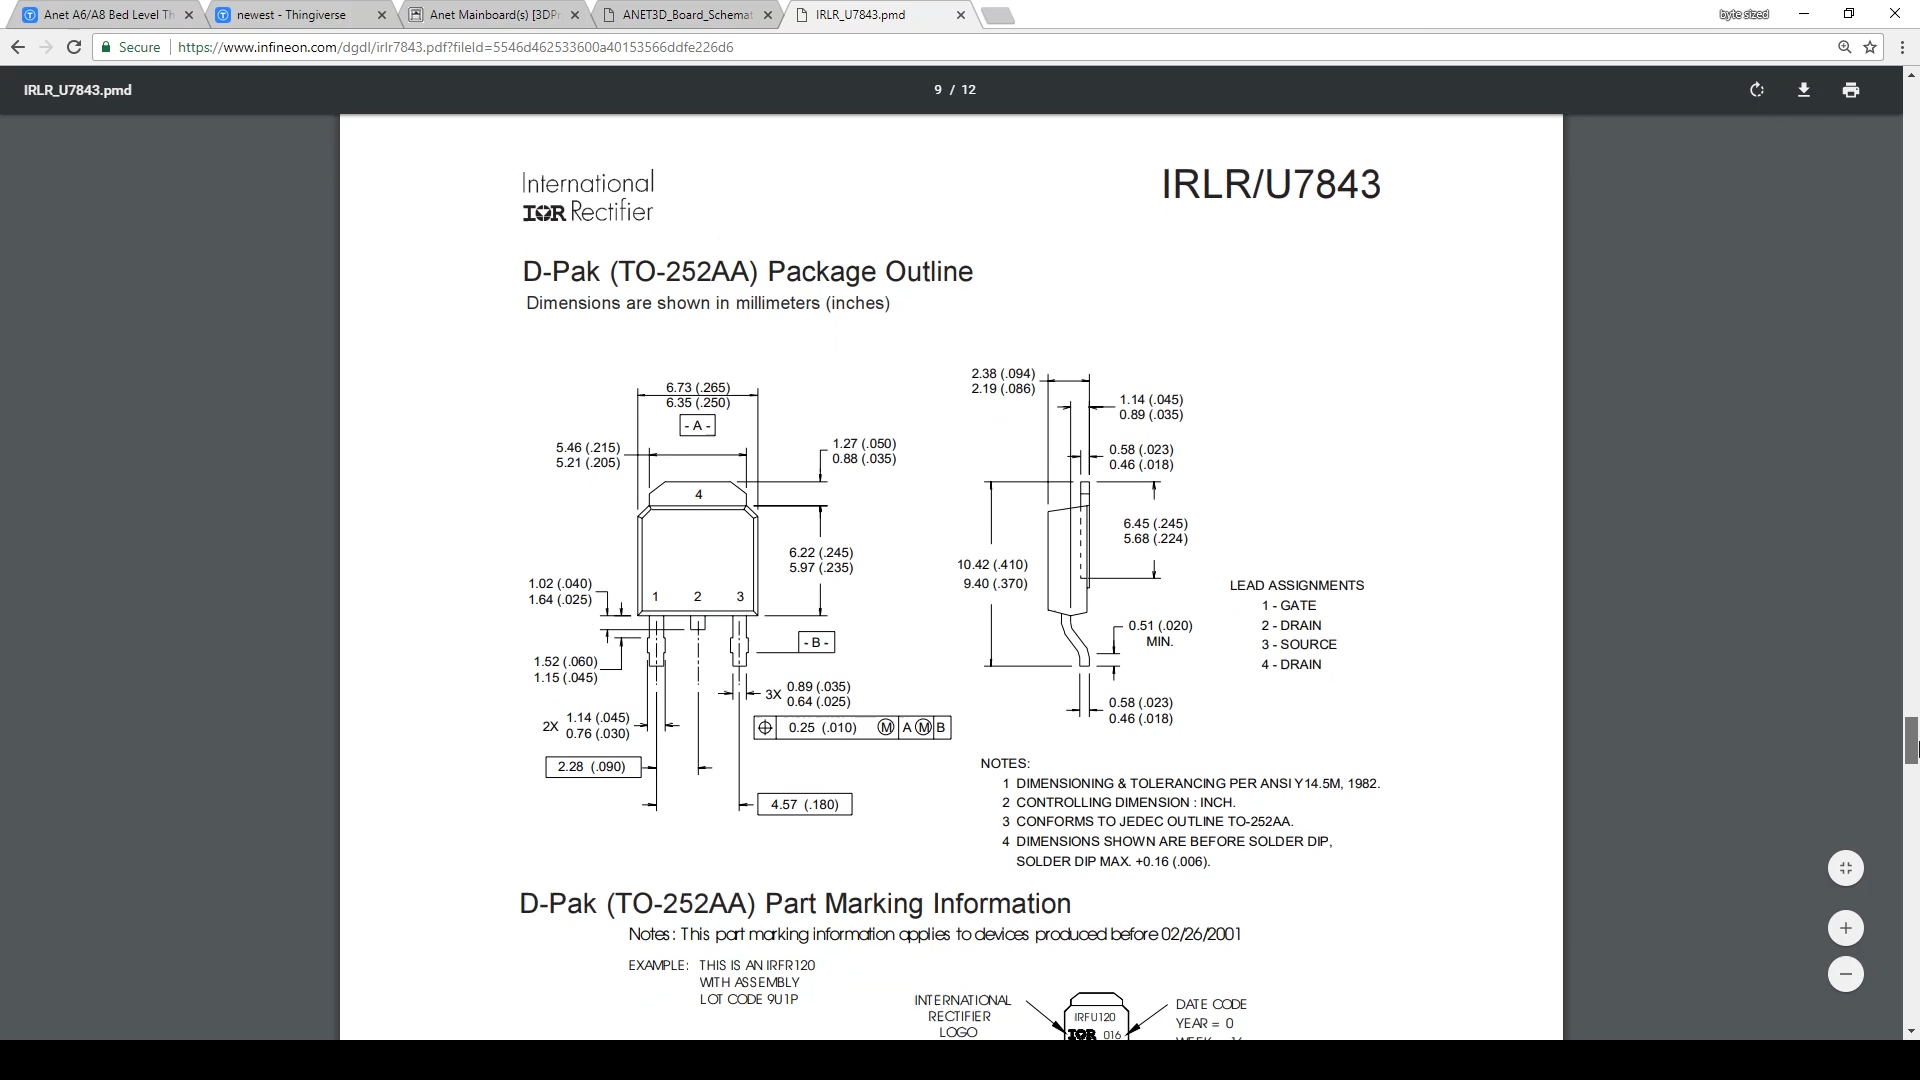 Anet A6/A8 Bed Level Th
newest - Thingiverse
Anet Mainboard(s) [3DPr
ANET3D_Board_Schemat
IRLR_U7843.pmd
byte sized
Secure
https://www.infineon.com/dgdl/irlr7843.pdf?fileId=5546d462533600a40153566ddfe226d6
IRLR_U7843.pmd
9 / 12
International
IOR Rectifier
IRLR/U7843
D-Pak (TO-252AA) Package Outline
Dimensions are shown in millimeters (inches)
6.73 (.265)
6.35 (.250)
- A -
5.46 (.215)
5.21 (.205)
1.27 (.050)
0.88 (.035)
4
6.22 (.245)
5.97 (.235)
1.02 (.040)
1.64 (.025)
1 2 3
- B -
1.52 (.060)
1.15 (.045)
3X
0.89 (.035)
0.64 (.025)
2X
1.14 (.045)
0.76 (.030)
0.25 (.010) Ⓜ A Ⓜ B
2.28 (.090)
4.57 (.180)
2.38 (.094)
2.19 (.086)
1.14 (.045)
0.89 (.035)
0.58 (.023)
0.46 (.018)
6.45 (.245)
5.68 (.224)
10.42 (.410)
9.40 (.370)
0.51 (.020)
MIN.
0.58 (.023)
0.46 (.018)
LEAD ASSIGNMENTS
1 - GATE
2 - DRAIN
3 - SOURCE
4 - DRAIN
NOTES:
1 DIMENSIONING & TOLERANCING PER ANSI Y14.5M, 1982.
2 CONTROLLING DIMENSION : INCH.
3 CONFORMS TO JEDEC OUTLINE TO-252AA.
4 DIMENSIONS SHOWN ARE BEFORE SOLDER DIP,
SOLDER DIP MAX. +0.16 (.006).
D-Pak (TO-252AA) Part Marking Information
Notes : This part marking information applies to devices produced before 02/26/2001
EXAMPLE: THIS IS AN IRFR120
WITH ASSEMBLY
LOT CODE 9U1P
INTERNATIONAL
RECTIFIER
LOGO
IRFU120
IOR 016
DATE CODE
YEAR = 0